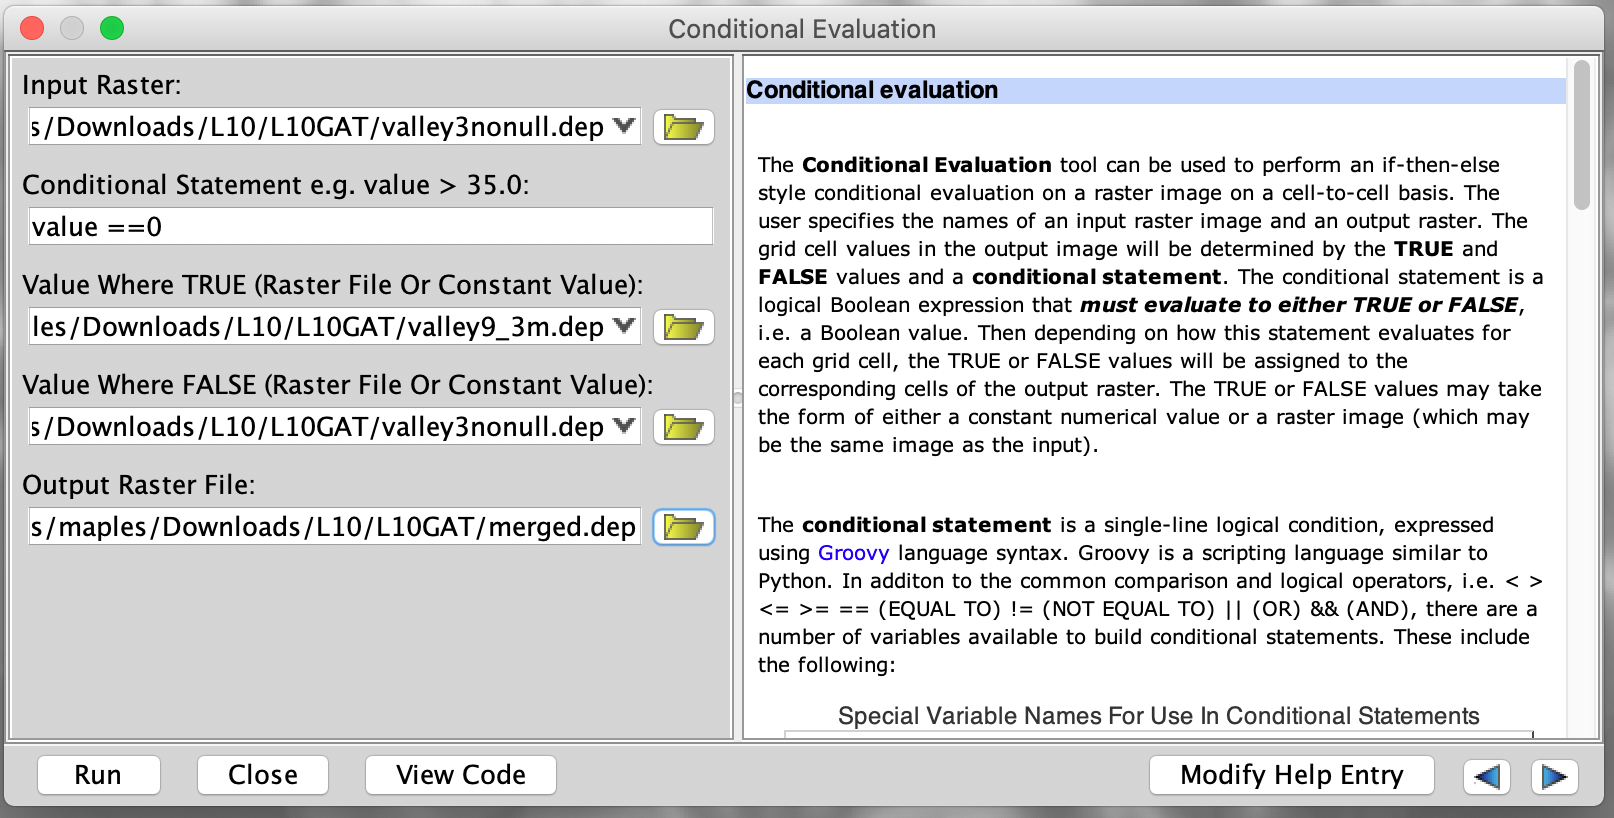 Conditional Evaluation
Input Raster:
s/Downloads/L10/L10GAT/valley3nonull.dep
Conditional Statement e.g. value > 35.0:
value ==0
Value Where TRUE (Raster File Or Constant Value):
les/Downloads/L10/L10GAT/valley9_3m.dep
Value Where FALSE (Raster File Or Constant Value):
s/Downloads/L10/L10GAT/valley3nonull.dep
Output Raster File:
s/maples/Downloads/L10/L10GAT/merged.dep
Conditional evaluation
The Conditional Evaluation tool can be used to perform an if-then-else
style conditional evaluation on a raster image on a cell-to-cell basis. The
user specifies the names of an input raster image and an output raster. The
grid cell values in the output image will be determined by the TRUE and
FALSE values and a conditional statement. The conditional statement is a
logical Boolean expression that must evaluate to either TRUE or FALSE,
i.e. a Boolean value. Then depending on how this statement evaluates for
each grid cell, the TRUE or FALSE values will be assigned to the
corresponding cells of the output raster. The TRUE or FALSE values may take
the form of either a constant numerical value or a raster image (which may
be the same image as the input).
The conditional statement is a single-line logical condition, expressed
using Groovy language syntax. Groovy is a scripting language similar to
Python. In additon to the common comparison and logical operators, i.e. < >
<= >= == (EQUAL TO) != (NOT EQUAL TO) || (OR) && (AND), there are a
number of variables available to build conditional statements. These include
the following:
Special Variable Names For Use In Conditional Statements
Run
Close
View Code
Modify Help Entry